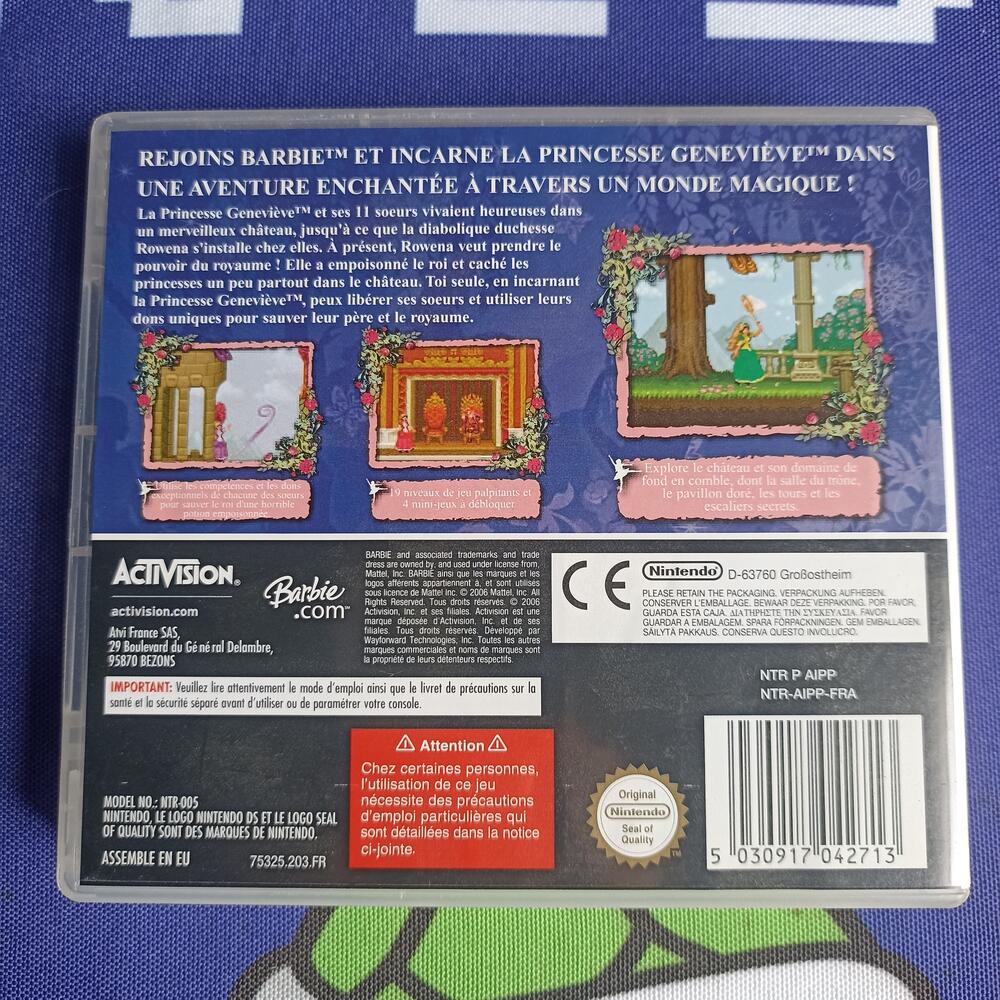 REJOINS BARBIE™ ET INCARNE LA PRINCESSE GENEVIÈVE™ DANS
UNE AVENTURE ENCHANTÉE À TRAVERS UN MONDE MAGIQUE !
La Princesse Geneviève™ et ses 11 soeurs vivaient heureuses dans
un merveilleux château, jusqu'à ce que la diabolique duchesse
Rowena s'installe chez elles. À présent, Rowena veut prendre le
pouvoir du royaume ! Elle a empoisonné le roi et caché les
princesses un peu partout dans le château. Toi seule, en incarnant
la Princesse Geneviève™, peux libérer ses soeurs et utiliser leurs
dons uniques pour sauver leur père et le royaume.
Utilise les compétences et les dons
exceptionnels de chacune des soeurs
pour sauver le roi d'une horrible
potion empoisonnée.
19 niveaux de jeu palpitants et
4 mini-jeux à débloquer
Explore le château et son domaine de
fond en comble, dont la salle du trône,
le pavillon doré, les tours et les
escaliers secrets.
ACTIVISION®
activision.com
Atvi France SAS,
29 Boulevard du Général Delambre,
95870 BEZONS
Barbie
.com™
BARBIE and associated trademarks and trade
dress are owned by, and used under license from,
Mattel, Inc. BARBIE ainsi que les marques et les
logos afférents appartiennent à, et sont utilisés
sous licence de Mattel, Inc. © 2006 Mattel, Inc. All
Rights Reserved. Tous droits réservés. © 2006
Activision, Inc. et ses filiales. Activision est une
marque déposée d'Activision, Inc. et de ses
filiales. Tous droits réservés. Développé par
Wayforward Technologies, Inc. Toutes les autres
marques commerciales et noms de marques sont
la propriété de leurs détenteurs respectifs.
CE
Nintendo® D-63760 Großostheim
PLEASE RETAIN THE PACKAGING. VERPACKUNG AUFHEBEN.
CONSERVER L'EMBALLAGE. BEWAAR DEZE VERPAKKING. POR FAVOR,
GUARDA ESTA CAJA. ΔΙΑΤΗΡΗΣΤΕ ΤΗΝ ΣΥΣΚΕΥΑΣΙΑ. FAVOR
GUARDAR A EMBALAGEM. SPARA FÖRPACKNINGEN. GEM EMBALLAGEN.
SÄILYTÄ PAKKAUS. CONSERVA QUESTO INVOLUCRO.
NTR P AIPP
NTR-AIPP-FRA
IMPORTANT: Veuillez lire attentivement le mode d'emploi ainsi que le livret de précautions sur la
santé et la sécurité séparé avant d'utiliser ou de paramétrer votre console.
Attention
Chez certaines personnes,
l'utilisation de ce jeu
nécessite des précautions
d'emploi particulières qui
sont détaillées dans la notice
ci-jointe.
MODEL NO.: NTR-005
NINTENDO, LE LOGO NINTENDO DS ET LE LOGO SEAL
OF QUALITY SONT DES MARQUES DE NINTENDO.
ASSEMBLE EN EU
75325.203.FR
Original
Nintendo®
Seal of
Quality
™
5 030917 042713